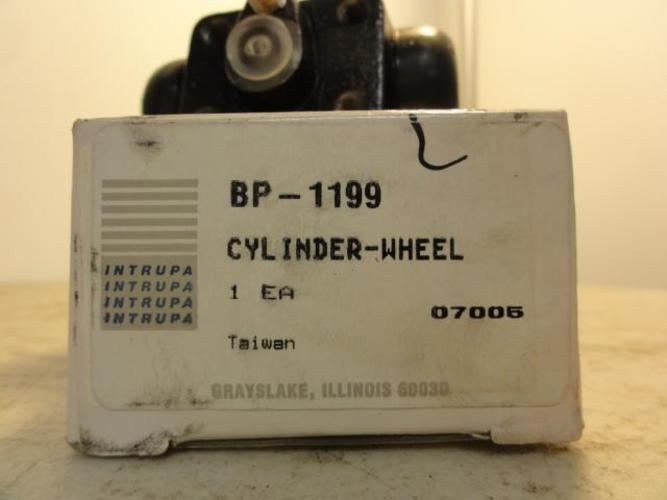 BP-1199
CYLINDER-WHEEL
1 EA
07005
Taiwan
INTRUPA
INTRUPA
INTRUPA
INTRUPA
GRAYSLAKE, ILLINOIS 60030